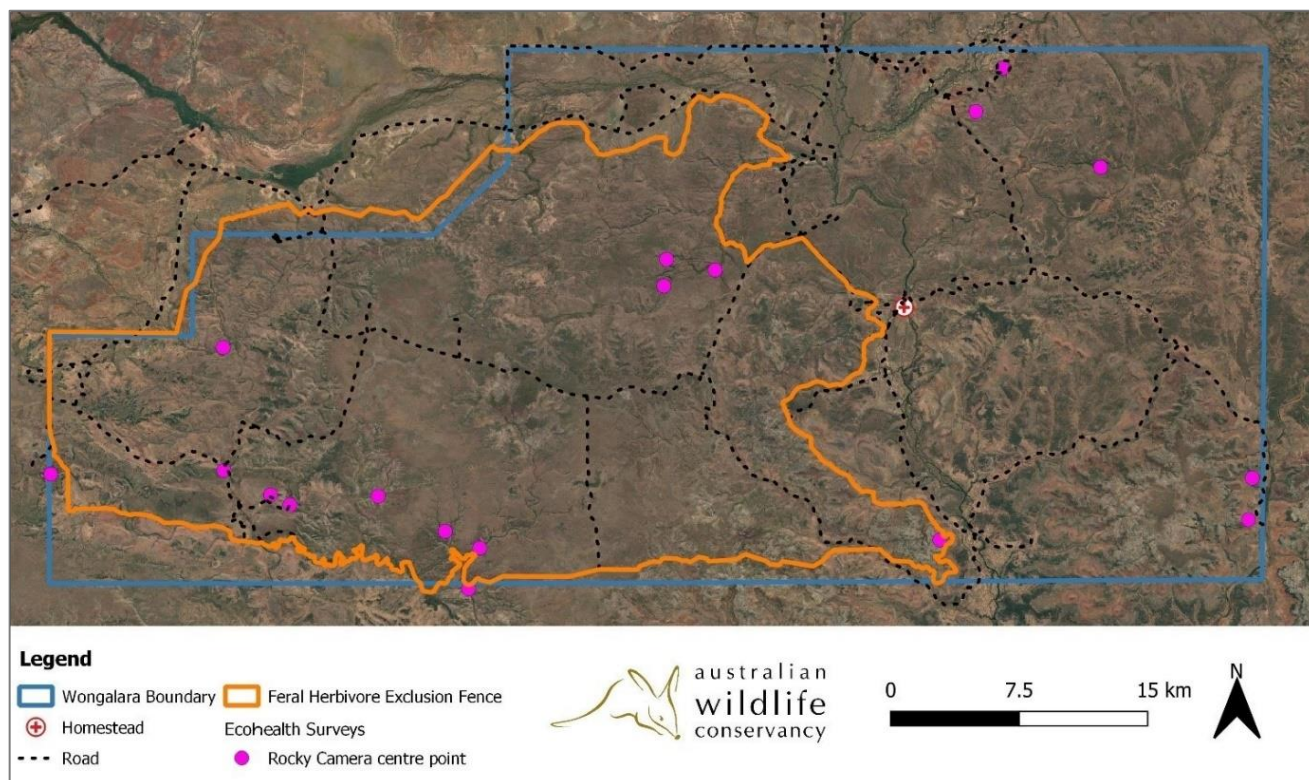 Legend
Wongalara Boundary
Feral Herbivore Exclusion Fence
Homestead
Ecohealth Surveys
Road
Rocky Camera centre point
australian
wildlife
conservancy
0 7.5 15 km
N